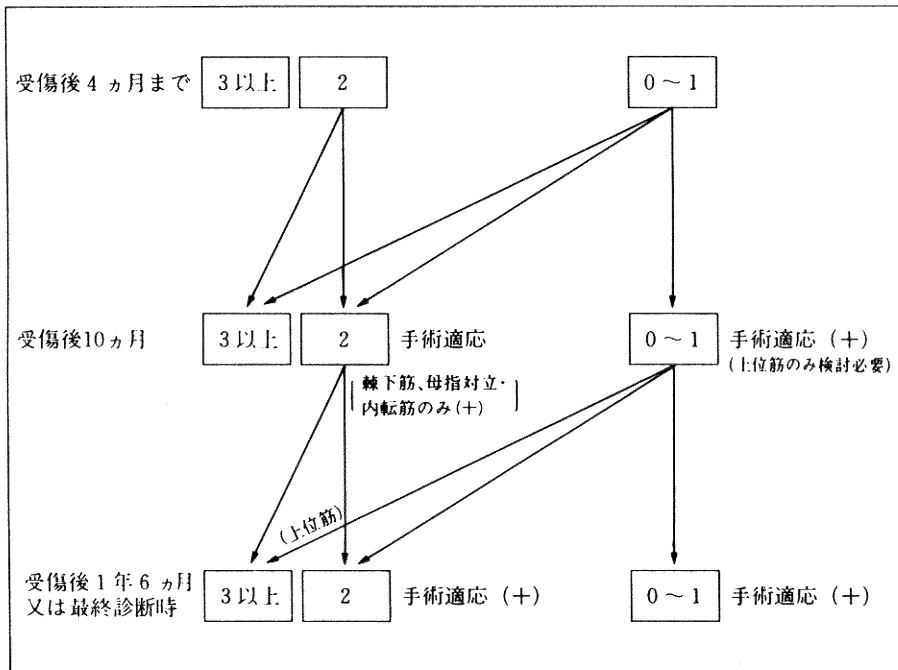 受傷後4ヵ月まで 3以上 2 0～1
受傷後10ヵ月 3以上 2 手術適応 0～1 手術適応(+)
(上位筋のみ検討必要)
棘下筋、母指対立・
内転筋のみ(+)
(上位筋)
受傷後1年6ヵ月
又は最終診断時 3以上 2 手術適応(+) 0～1 手術適応(+)